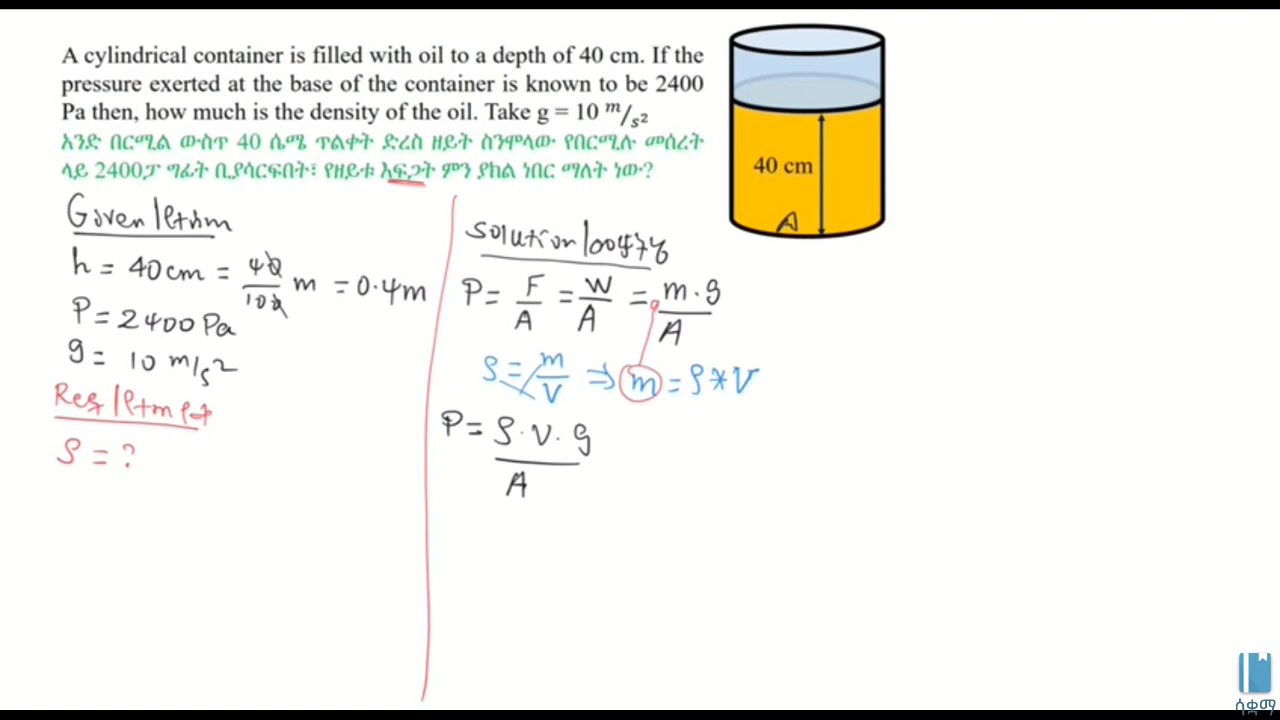 A cylindrical container is filled with oil to a depth of 40 cm. If the
pressure exerted at the base of the container is known to be 2400
Pa then, how much is the density of the oil. Take g = 10 m/s²
አንድ በርሚል ውስጥ 40 ሴሜ ጥልቀት ድረስ ዘይት ስንሞላው የበርሚሉ መሰረት
ላይ 2400ፓ ግፊት ቢያሳርፍበት፣ የዘይቱ እፍጋት ምን ያክል ነበር ማለት ነው?
40 cm
A
Given/የተሰጠ
h = 40cm = 40/100 m = 0.4m
P = 2400 Pa
g = 10 m/s²
Req/
ρ = ?
Solution/
P = F/A = W/A = m·g/A
ρ = m/V ⇒ m = ρ*V
P = ρ·V·g/A
ሰቋማ